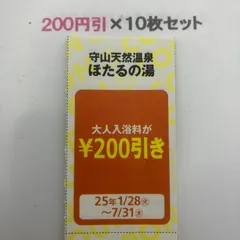 200円引×10枚セット
守山天然温泉
ほたるの湯
大人入浴料が
¥200引き
25年1/28㊋
～7/31㊍